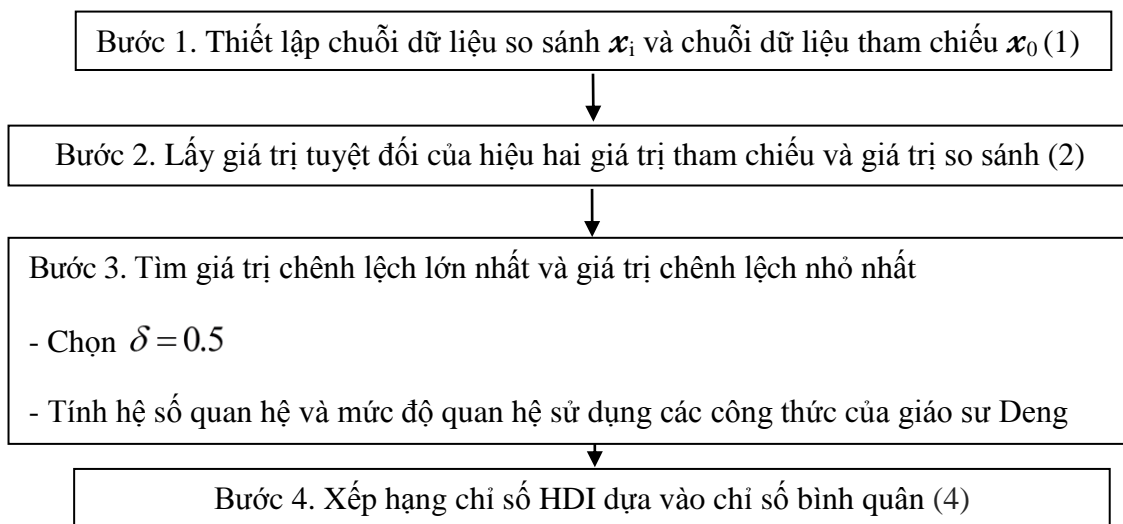 Bước 1. Thiết lập chuỗi dữ liệu so sánh xᵢ và chuỗi dữ liệu tham chiếu x₀ (1)
Bước 2. Lấy giá trị tuyệt đối của hiệu hai giá trị tham chiếu và giá trị so sánh (2)
Bước 3. Tìm giá trị chênh lệch lớn nhất và giá trị chênh lệch nhỏ nhất
- Chọn δ = 0.5
- Tính hệ số quan hệ và mức độ quan hệ sử dụng các công thức của giáo sư Deng
Bước 4. Xếp hạng chỉ số HDI dựa vào chỉ số bình quân (4)